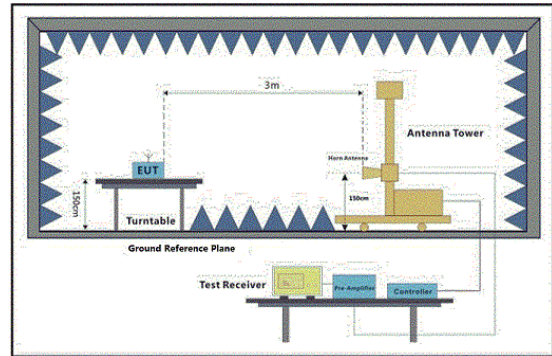 3m
Antenna Tower
Horn Antenna
EUT
150cm
150cm
Turntable
Ground Reference Plane
Test Receiver
Pre-Amplifier
Controller